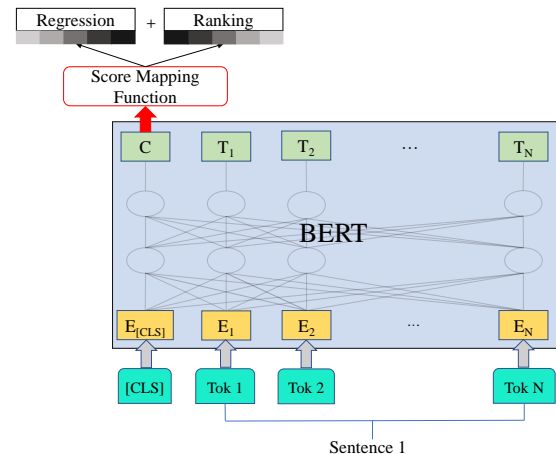 Regression + Ranking
Score Mapping
Function
C T1 T2 ... TN
BERT
E[CLS] E1 E2 ... EN
[CLS] Tok 1 Tok 2 Tok N
Sentence 1